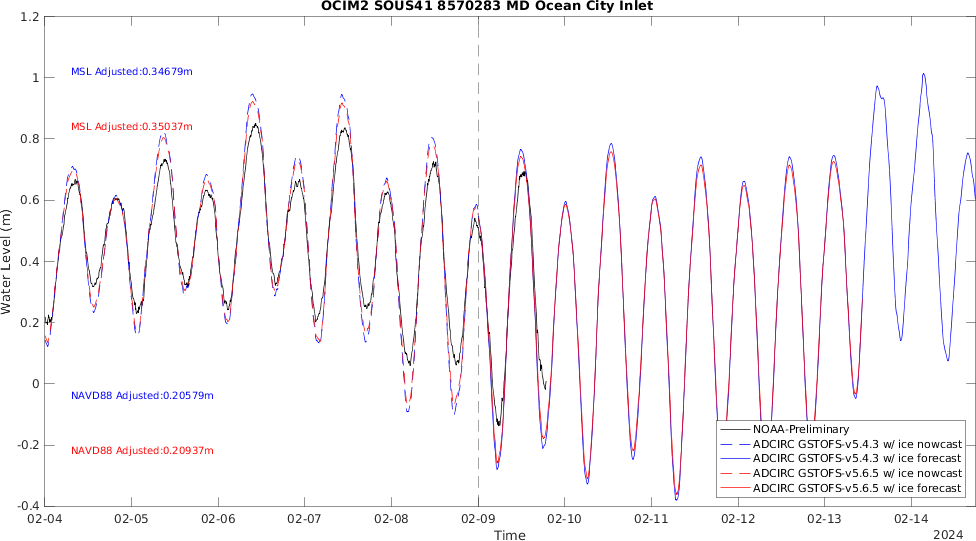 OCIM2 SOUS41 8570283 MD Ocean City Inlet
1.2
1
0.8
0.6
0.4
0.2
0
-0.2
-0.4
Water Level (m)
MSL Adjusted:0.34679m
MSL Adjusted:0.35037m
NAVD88 Adjusted:0.20579m
NAVD88 Adjusted:0.20937m
NOAA-Preliminary
ADCIRC GSTOFS-v5.4.3 w/ ice nowcast
ADCIRC GSTOFS-v5.4.3 w/ ice forecast
ADCIRC GSTOFS-v5.6.5 w/ ice nowcast
ADCIRC GSTOFS-v5.6.5 w/ ice forecast
02-04 02-05 02-06 02-07 02-08 02-09 02-10 02-11 02-12 02-13 02-14
Time
2024